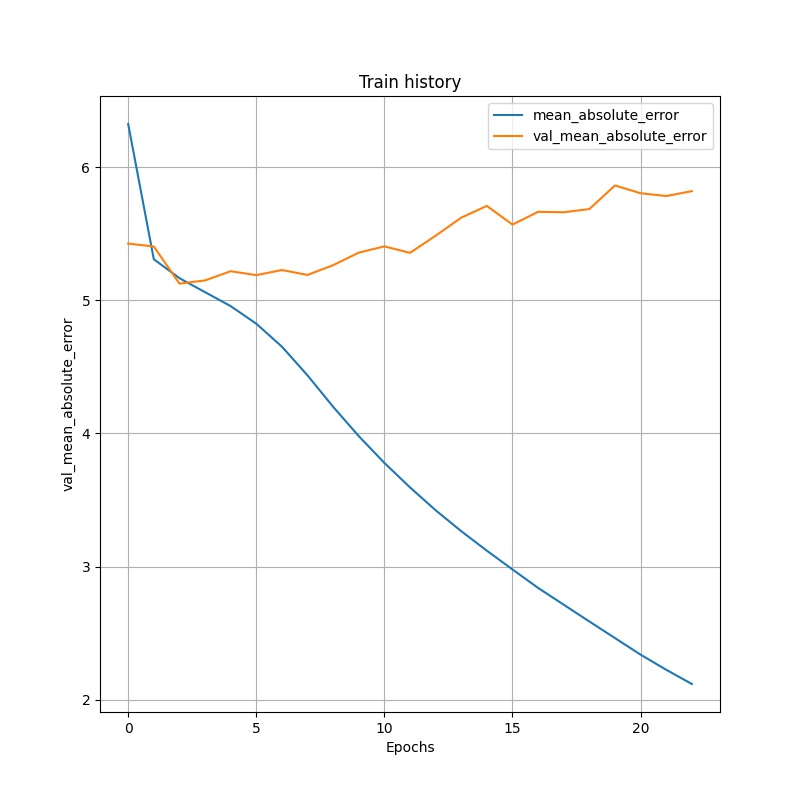 Train history
mean_absolute_error
val_mean_absolute_error
6
5
4
3
2
val_mean_absolute_error
0 5 10 15 20
Epochs